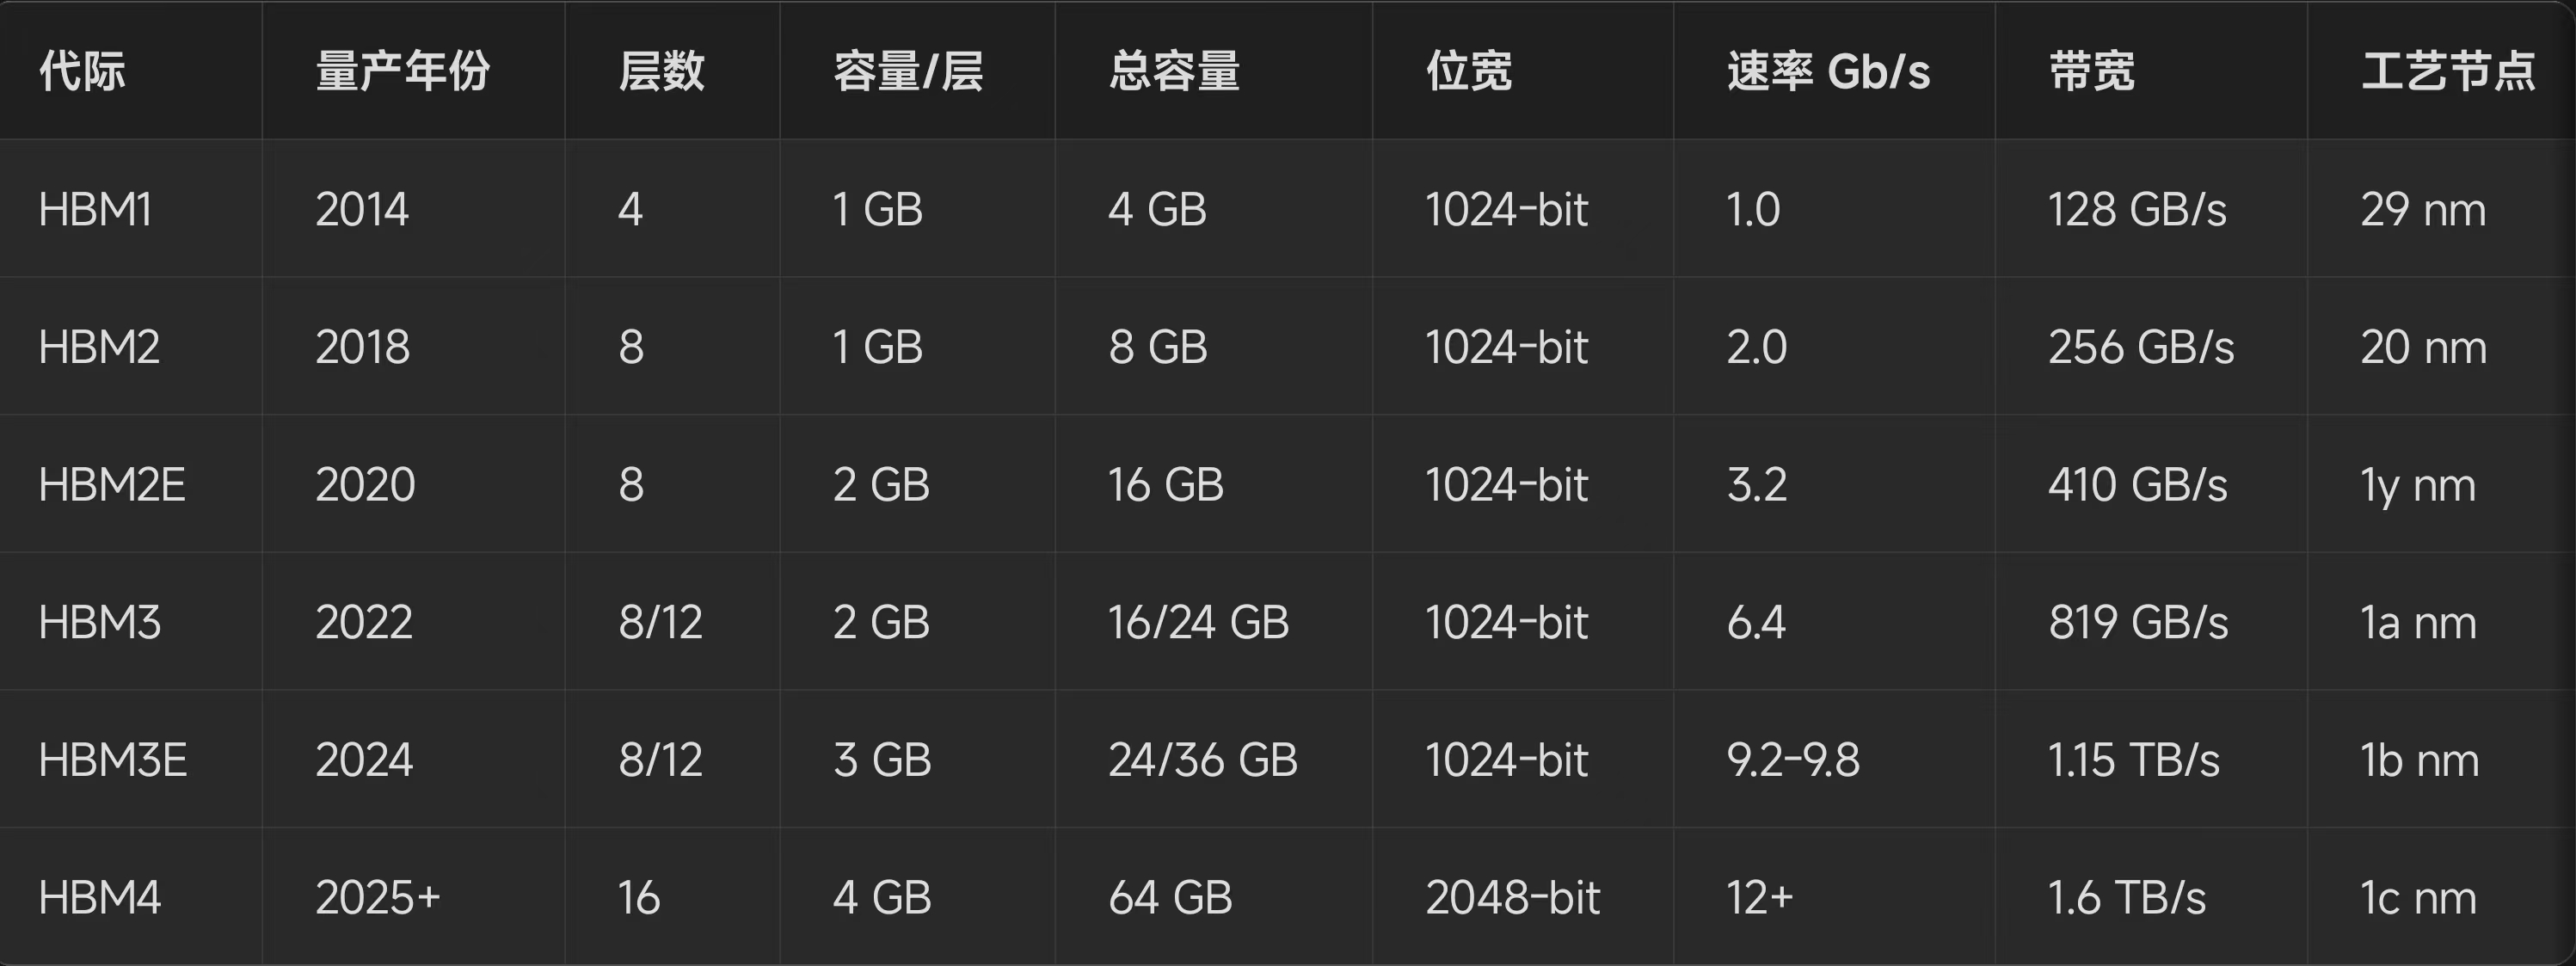 代际 量产年份 层数 容量/层 总容量 位宽 速率 Gb/s 带宽 工艺节点
HBM1 2014 4 1 GB 4 GB 1024-bit 1.0 128 GB/s 29 nm
HBM2 2018 8 1 GB 8 GB 1024-bit 2.0 256 GB/s 20 nm
HBM2E 2020 8 2 GB 16 GB 1024-bit 3.2 410 GB/s 1y nm
HBM3 2022 8/12 2 GB 16/24 GB 1024-bit 6.4 819 GB/s 1a nm
HBM3E 2024 8/12 3 GB 24/36 GB 1024-bit 9.2-9.8 1.15 TB/s 1b nm
HBM4 2025+ 16 4 GB 64 GB 2048-bit 12+ 1.6 TB/s 1c nm